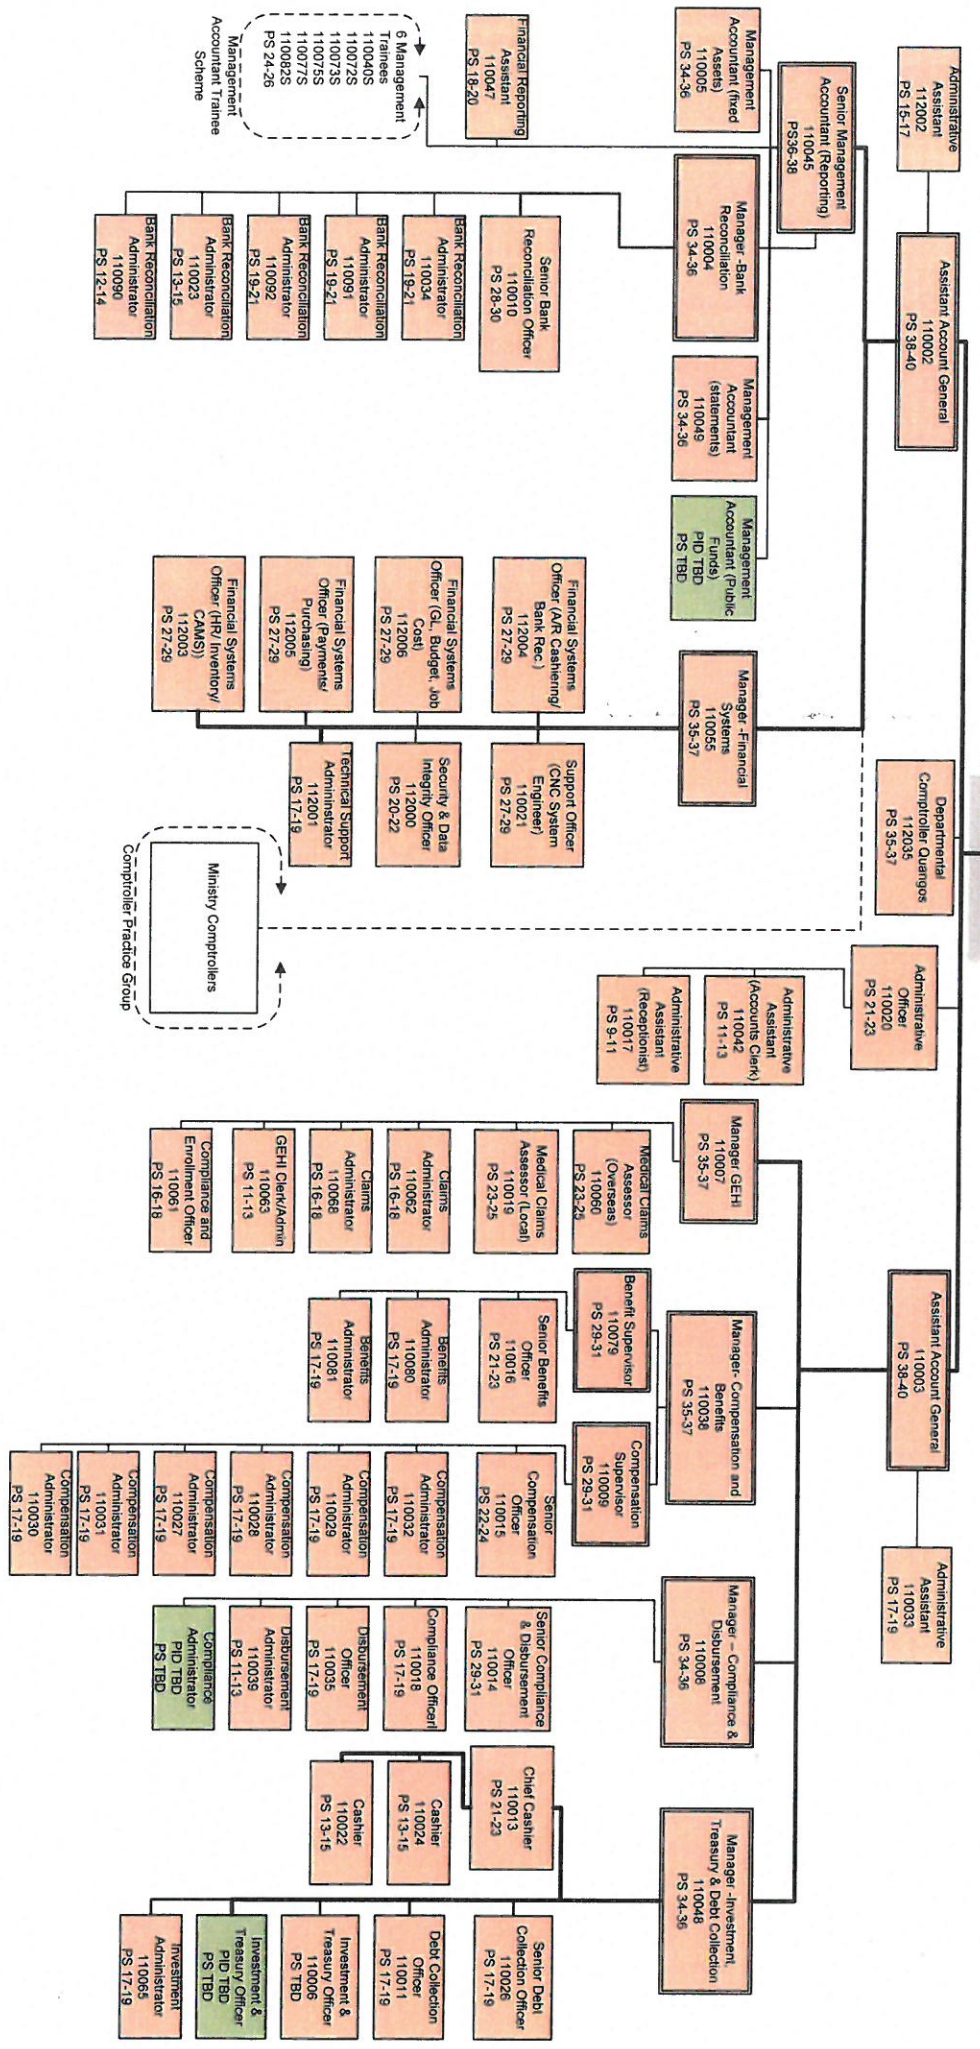 Administrative
Assistant
112002
PS 15-17
Assistant Account General
110002
PS 38-40
Departmental
Comptroller Quangos
112035
PS 35-37
Administrative
Officer
110020
PS 21-23
Administrative
Assistant
(Accounts Clerk)
110042
PS 11-13
Administrative
Assistant
(Receptionist)
110017
PS 9-11
Assistant Account General
110003
PS 38-40
Administrative
Assistant
110033
PS 17-19
Senior Management
Accountant (Reporting)
110045
PS36-38
Management
Accountant (fixed
Assets)
110005
PS 34-36
Manager -Bank
Reconciliation
110004
PS 34-36
Management
Accountant
(statements)
110049
PS 34-36
Management
Accountant (Public
Funds)
PID TBD
PS TBD
Manager -Financial
Systems
110055
PS 35-37
Financial Reporting
Assistant
110047
PS 18-20
6 Management
Trainees
110040S
110072S
110073S
110075S
110077S
110082S
PS 24-26
Management
Accountant Trainee
Scheme
Senior Bank
Reconciliation Officer
110010
PS 28-30
Bank Reconciliation
Administrator
110034
PS 19-21
Bank Reconciliation
Administrator
110091
PS 19-21
Bank Reconciliation
Administrator
110092
PS 19-21
Bank Reconciliation
Administrator
110023
PS 13-15
Bank Reconciliation
Administrator
110090
PS 12-14
Financial Systems
Officer (A/R Cashiering/
Bank Rec.)
112004
PS 27-29
Financial Systems
Officer (GL, Budget, Job
Cost)
112006
PS 27-29
Financial Systems
Officer (Payments/
Purchasing)
112005
PS 27-29
Financial Systems
Officer (HR/ Inventory/
CAMS))
112003
PS 27-29
Support Officer
(CNC System
Engineer)
110021
PS 27-29
Security & Data
Integrity Officer
112000
PS 20-22
Technical Support
Administrator
112001
PS 17-19
Ministry Comptrollers
Comptroller Practice Group
Manager GEHI
110007
PS 35-37
Medical Claims
Assessor
(Overseas)
110060
PS 23-25
Medical Claims
Assessor (Local)
110019
PS 23-25
Claims
Administrator
110062
PS 16-18
Claims
Administrator
110068
PS 16-18
GEHI Clerk/Admin
110063
PS 11-13
Compliance and
Enrollment Officer
110061
PS 16-18
Manager- Compensation and
Benefits
110038
PS 35-37
Benefit Supervisor
110079
PS 29-31
Senior Benefits
Officer
110016
PS 21-23
Benefits
Administrator
110080
PS 17-19
Benefits
Administrator
110081
PS 17-19
Compensation
Supervisor
110009
PS 29-31
Senior
Compensation
Officer
110015
PS 22-24
Compensation
Administrator
110032
PS 17-19
Compensation
Administrator
110029
PS 17-19
Compensation
Administrator
110028
PS 17-19
Compensation
Administrator
110027
PS 17-19
Compensation
Administrator
110031
PS 17-19
Compensation
Administrator
110030
PS 17-19
Manager – Compliance &
Disbursement
110008
PS 34-36
Senior Compliance
& Disbursement
Officer
110014
PS 29-31
Compliance Officerl
110018
PS 17-19
Disbursement
Officer
110035
PS 17-19
Disbursement
Administrator
110039
PS 11-13
Compliance
Administrator
PID TBD
PS TBD
Manager -Investment,
Treasury & Debt Collection
110048
PS 34-36
Chief Cashier
110013
PS 21-23
Cashier
110024
PS 13-15
Cashier
110022
PS 13-15
Senior Debt
Collection Officer
110026
PS 17-19
Debt Collection
Officer
110011
PS 17-19
Investment &
Treasury Officer
110006
PS TBD
Investment &
Treasury Officer
PID TBD
PS TBD
Investment
Administrator
110065
PS 17-19